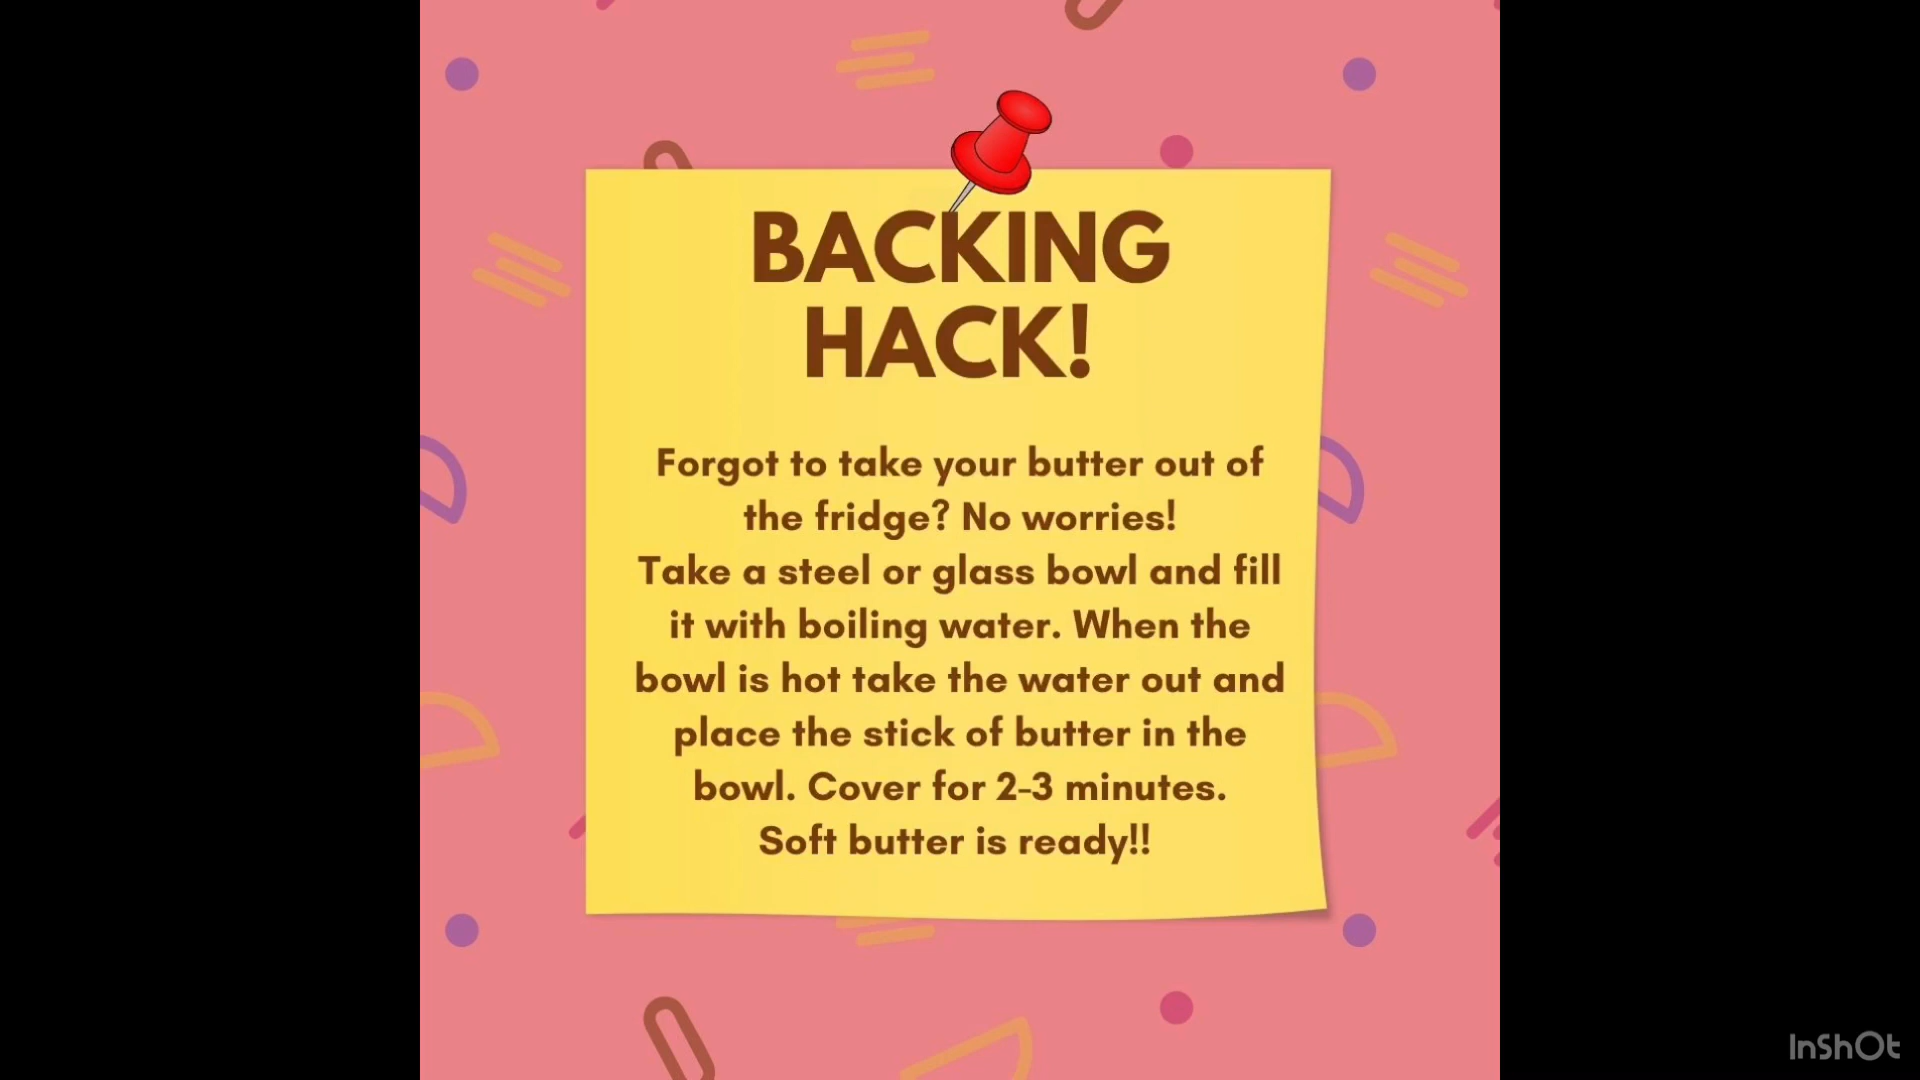 BACKING
HACK!
Forgot to take your butter out of
the fridge? No worries!
Take a steel or glass bowl and fill
it with boiling water. When the
bowl is hot take the water out and
place the stick of butter in the
bowl. Cover for 2-3 minutes.
Soft butter is ready!!
InShOt